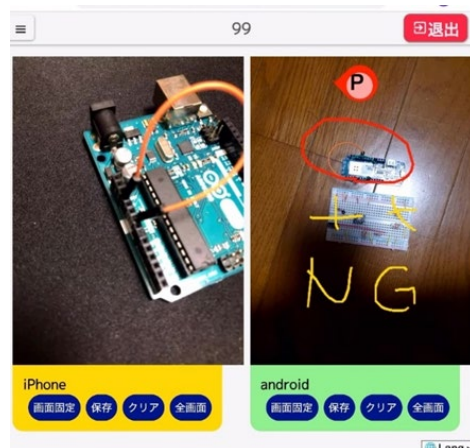 99
退出
P
+ K
NG
iPhone
画面固定 保存 クリア 全画面
android
画面固定 保存 クリア 全画面
Lang